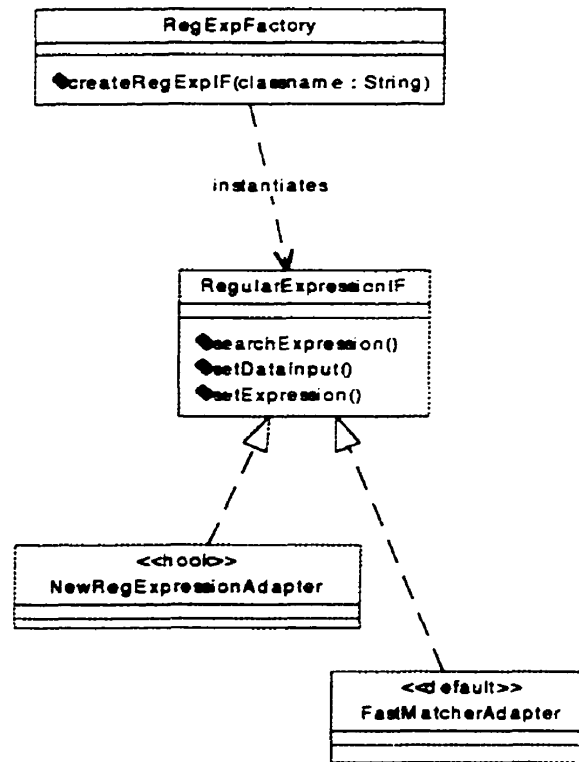 RegExpFactory
createRegExpIF(classname : String)
instantiates
RegularExpressionIF
searchExpression()
setDataInput()
setExpression()
<<hook>>
NewRegExpressionAdapter
<<default>>
FastMatcherAdapter